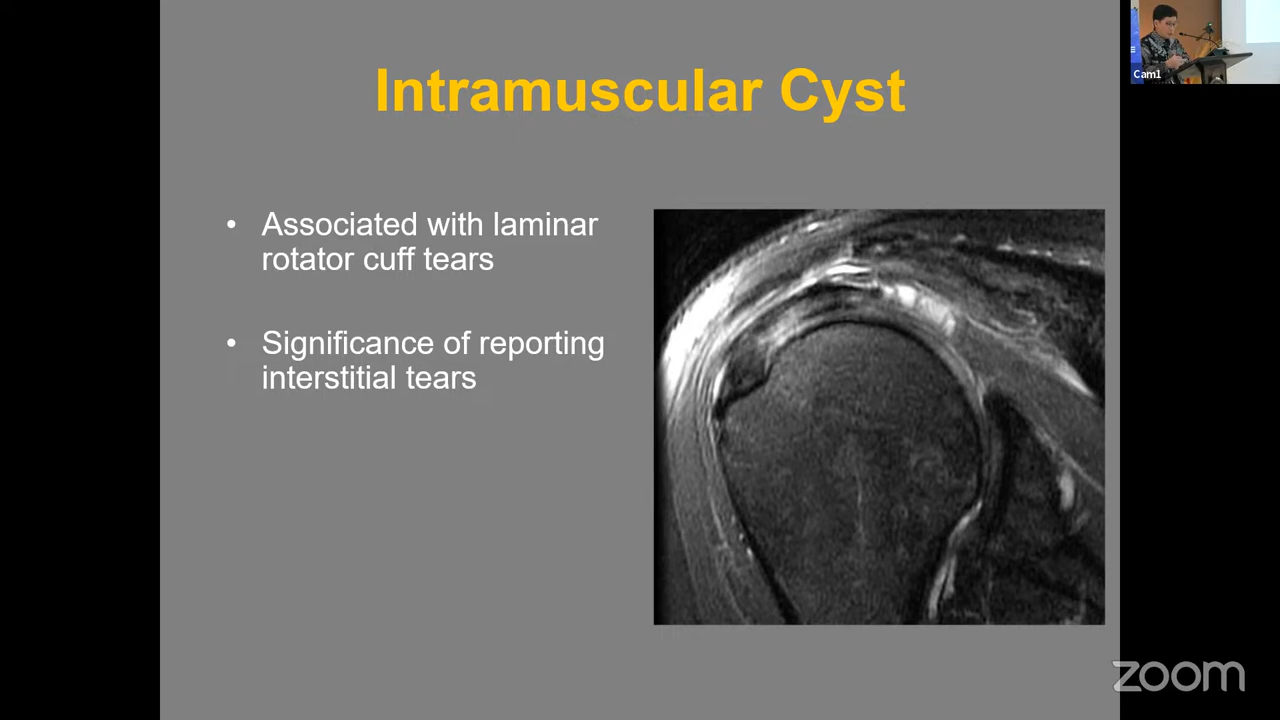 Intramuscular Cyst
• Associated with laminar
rotator cuff tears
• Significance of reporting
interstitial tears
Cam1
zoom